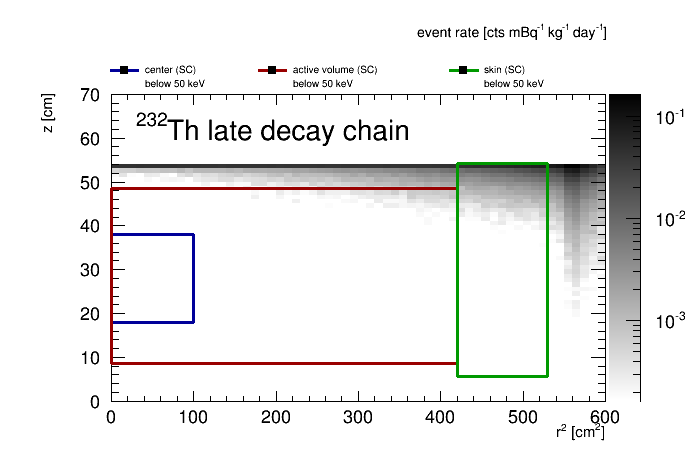 event rate [cts mBq⁻¹ kg⁻¹ day⁻¹]
center (SC)
below 50 keV
active volume (SC)
below 50 keV
skin (SC)
below 50 keV
z [cm]
²³²Th late decay chain
70
60
50
40
30
20
10
0
0 100 200 300 400 500 600
r² [cm²]
10⁻¹
10⁻²
10⁻³